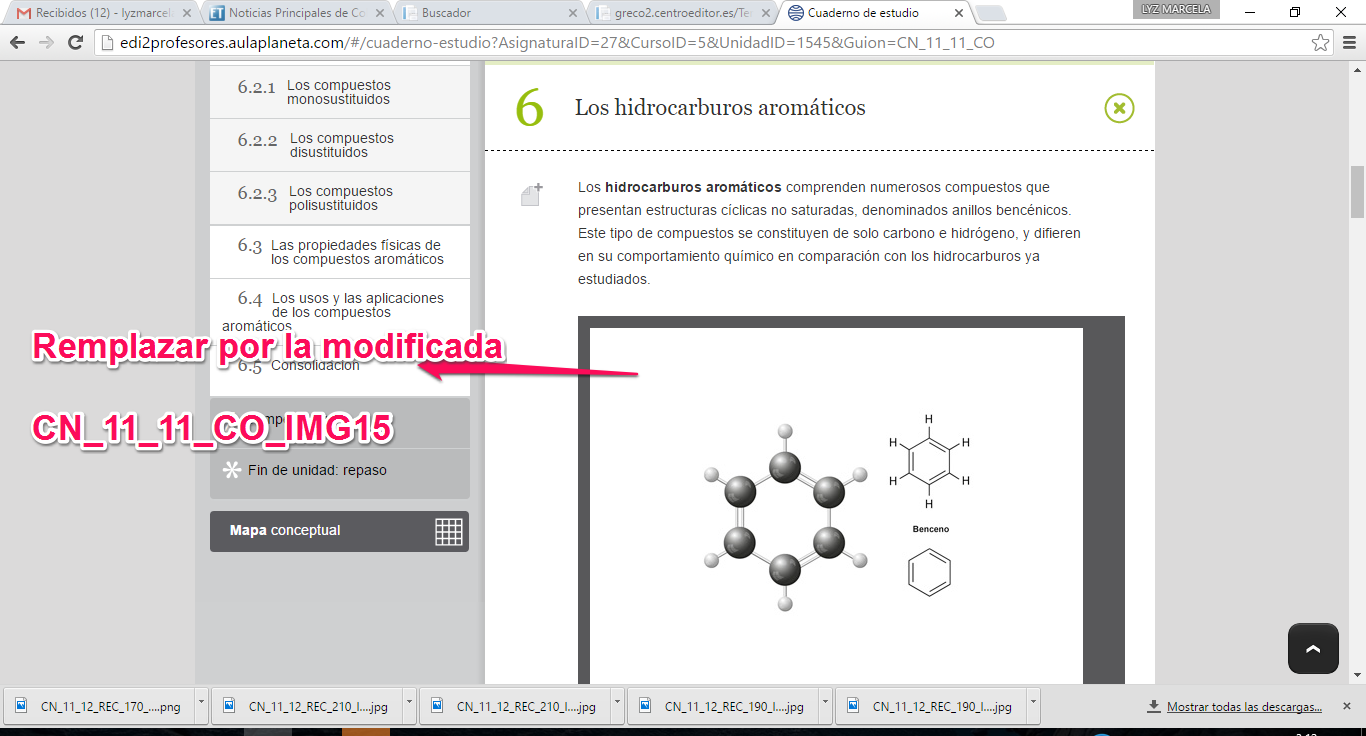 Recibidos (12) - lyzmarcela
Noticias Principales de Co
Buscador
greco2.centroeditor.es/Te
Cuaderno de estudio
LYZ MARCELA
edi2profesores.aulaplaneta.com/#/cuaderno-estudio?AsignaturaID=27&CursoID=5&UnidadID=1545&Guion=CN_11_11_CO
6.2.1 Los compuestos
monosustituidos
6.2.2 Los compuestos
disustituidos
6.2.3 Los compuestos
polisustituidos
6.3 Las propiedades físicas de
los compuestos aromáticos
6.4 Los usos y las aplicaciones
de los compuestos
aromáticos
6.5 Consolidación
Fin de unidad: repaso
Mapa conceptual
Remplazar por la modificada
CN_11_11_CO_IMG15
6 Los hidrocarburos aromáticos
Los hidrocarburos aromáticos comprenden numerosos compuestos que
presentan estructuras cíclicas no saturadas, denominados anillos bencénicos.
Este tipo de compuestos se constituyen de solo carbono e hidrógeno, y difieren
en su comportamiento químico en comparación con los hidrocarburos ya
estudiados.
H
H H
H H
H
Benceno
CN_11_12_REC_170_....png
CN_11_12_REC_210_I....jpg
CN_11_12_REC_210_I....jpg
CN_11_12_REC_190_I....jpg
CN_11_12_REC_190_I....jpg
Mostrar todas las descargas...